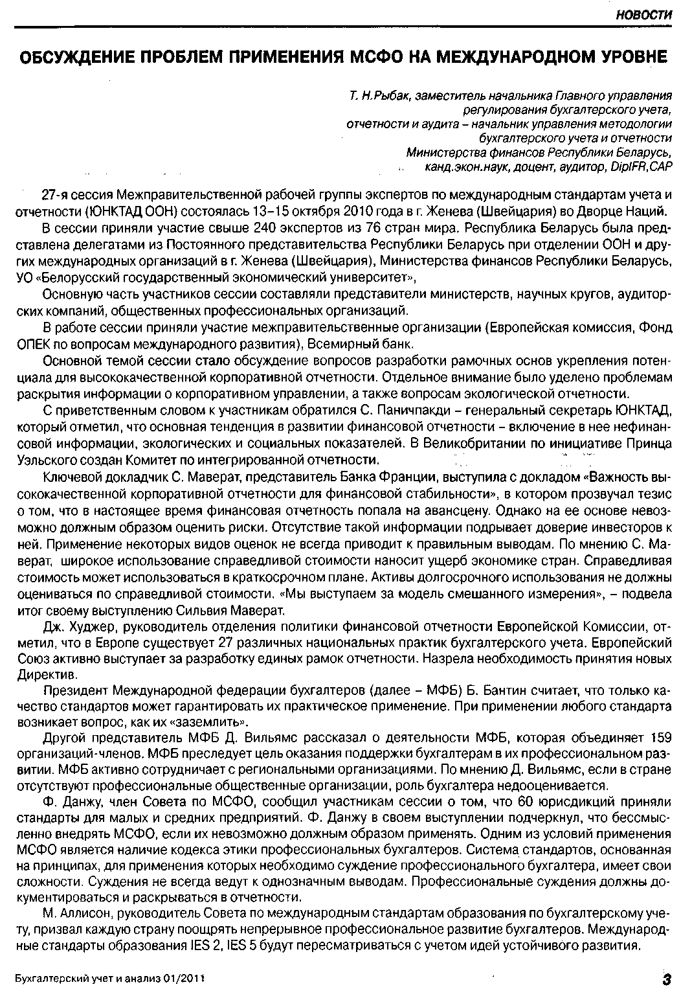 НОВОСТИ
ОБСУЖДЕНИЕ ПРОБЛЕМ ПРИМЕНЕНИЯ МСФО НА МЕЖДУНАРОДНОМ УРОВНЕ
Т. Н.Рыбак, заместитель начальника Главного управления
регулирования бухгалтерского учета,
отчетности и аудита – начальник управления методологии
бухгалтерского учета и отчетности
Министерства финансов Республики Беларусь,
канд.экон.наук, доцент, аудитор, DipIFR,CAP
27-я сессия Межправительственной рабочей группы экспертов по международным стандартам учета и
отчетности (ЮНКТАД ООН) состоялась 13–15 октября 2010 года в г. Женева (Швейцария) во Дворце Наций.
В сессии приняли участие свыше 240 экспертов из 76 стран мира. Республика Беларусь была пред-
ставлена делегатами из Постоянного представительства Республики Беларусь при отделении ООН и дру-
гих международных организаций в г. Женева (Швейцария), Министерства финансов Республики Беларусь,
УО «Белорусский государственный экономический университет»,
Основную часть участников сессии составляли представители министерств, научных кругов, аудитор-
ских компаний, общественных профессиональных организаций.
В работе сессии приняли участие межправительственные организации (Европейская комиссия, Фонд
ОПЕК по вопросам международного развития), Всемирный банк.
Основной темой сессии стало обсуждение вопросов разработки рамочных основ укрепления потен-
циала для высококачественной корпоративной отчетности. Отдельное внимание было уделено проблемам
раскрытия информации о корпоративном управлении, а также вопросам экологической отчетности.
С приветственным словом к участникам обратился С. Паничпакди – генеральный секретарь ЮНКТАД,
который отметил, что основная тенденция в развитии финансовой отчетности – включение в нее нефинан-
совой информации, экологических и социальных показателей. В Великобритании по инициативе Принца
Уэльского создан Комитет по интегрированной отчетности.
Ключевой докладчик С. Маверат, представитель Банка Франции, выступила с докладом «Важность вы-
сококачественной корпоративной отчетности для финансовой стабильности», в котором прозвучал тезис
о том, что в настоящее время финансовая отчетность попала на авансцену. Однако на ее основе невоз-
можно должным образом оценить риски. Отсутствие такой информации подрывает доверие инвесторов к
ней. Применение некоторых видов оценок не всегда приводит к правильным выводам. По мнению С. Ма-
верат, широкое использование справедливой стоимости наносит ущерб экономике стран. Справедливая
стоимость может использоваться в краткосрочном плане. Активы долгосрочного использования не должны
оцениваться по справедливой стоимости. «Мы выступаем за модель смешанного измерения», – подвела
итог своему выступлению Сильвия Маверат.
Дж. Худжер, руководитель отделения политики финансовой отчетности Европейской Комиссии, от-
метил, что в Европе существует 27 различных национальных практик бухгалтерского учета. Европейский
Союз активно выступает за разработку единых рамок отчетности. Назрела необходимость принятия новых
Директив.
Президент Международной федерации бухгалтеров (далее – МФБ) Б. Бантин считает, что только ка-
чество стандартов может гарантировать их практическое применение. При применении любого стандарта
возникает вопрос, как их «заземлить».
Другой представитель МФБ Д. Вильямс рассказал о деятельности МФБ, которая объединяет 159
организаций-членов. МФБ преследует цель оказания поддержки бухгалтерам в их профессиональном раз-
витии. МФБ активно сотрудничает с региональными организациями. По мнению Д. Вильямс, если в стране
отсутствуют профессиональные общественные организации, роль бухгалтера недооценивается.
Ф. Данжу, член Совета по МСФО, сообщил участникам сессии о том, что 60 юрисдикций приняли
стандарты для малых и средних предприятий. Ф. Данжу в своем выступлении подчеркнул, что бессмыс-
ленно внедрять МСФО, если их невозможно должным образом применять. Одним из условий применения
МСФО является наличие кодекса этики профессиональных бухгалтеров. Система стандартов, основанная
на принципах, для применения которых необходимо суждение профессионального бухгалтера, имеет свои
сложности. Суждения не всегда ведут к однозначным выводам. Профессиональные суждения должны до-
кументироваться и раскрываться в отчетности.
М. Аллисон, руководитель Совета по международным стандартам образования по бухгалтерскому уче-
ту, призвал каждую страну поощрять непрерывное профессиональное развитие бухгалтеров. Международ-
ные стандарты образования IES 2, IES 5 будут пересматриваться с учетом идей устойчивого развития.
Бухгалтерский учет и анализ 01/2011
3